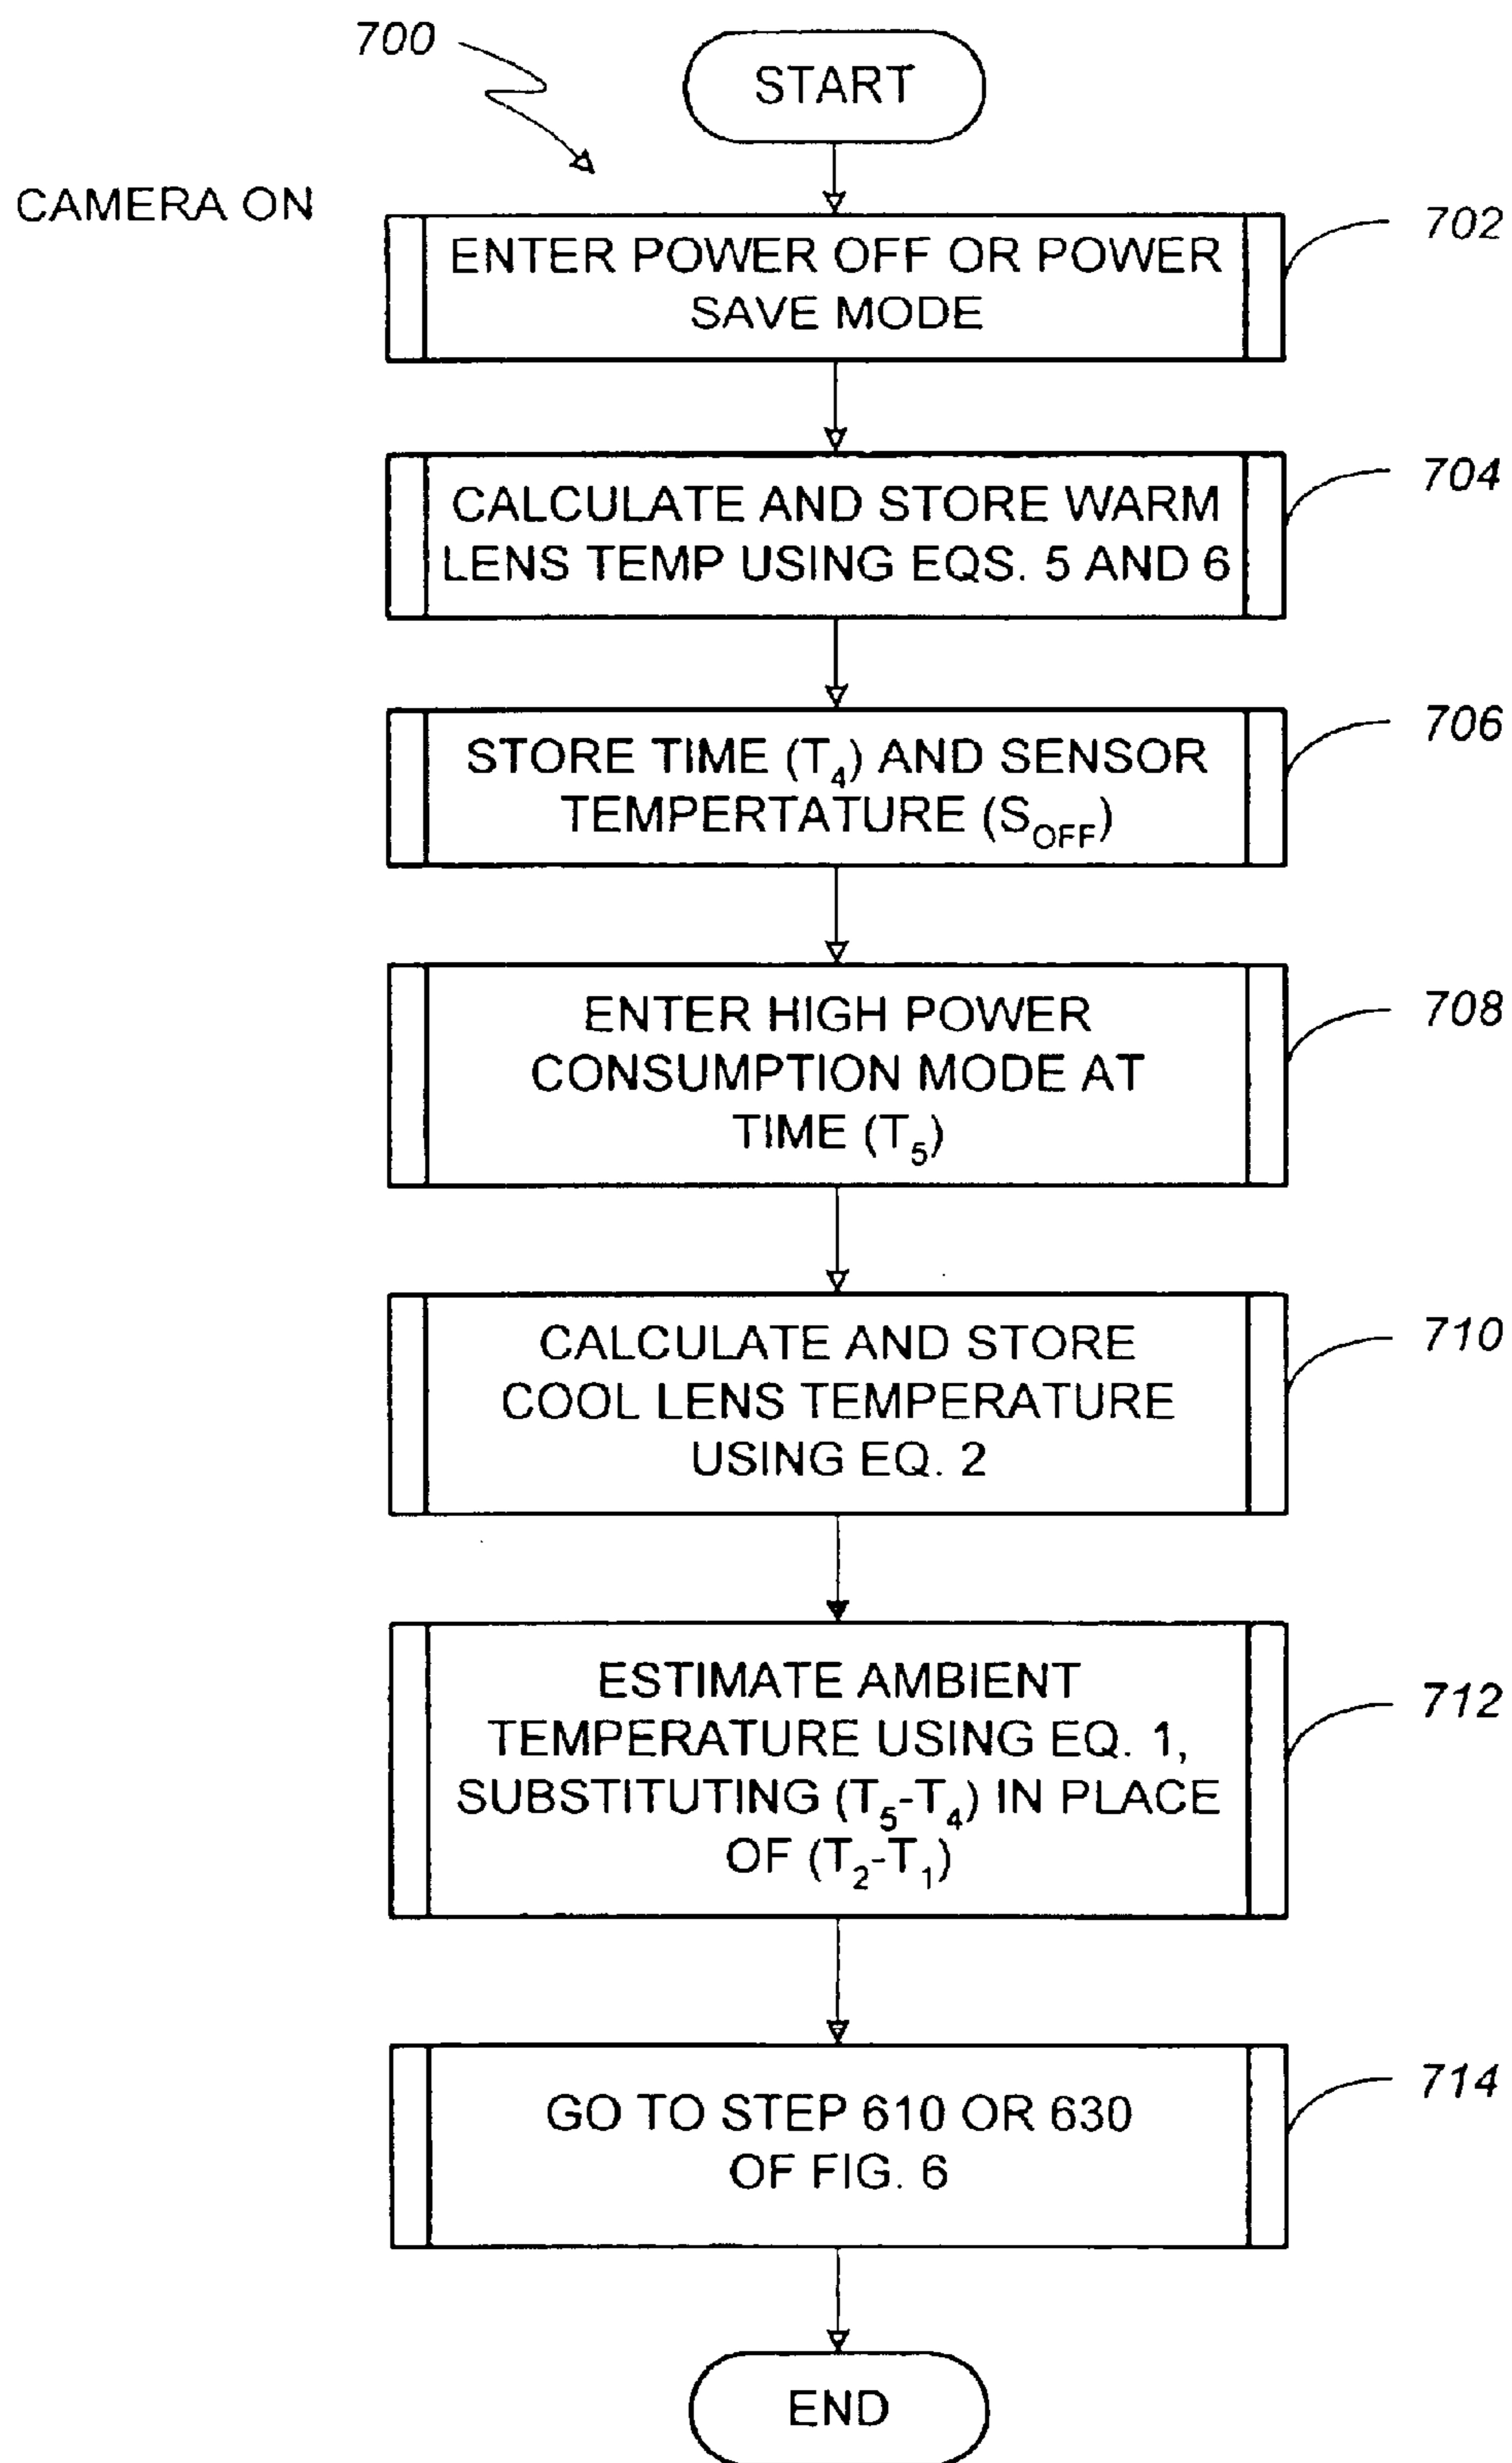 700
START
CAMERA ON
702
ENTER POWER OFF OR POWER
SAVE MODE
704
CALCULATE AND STORE WARM
LENS TEMP USING EQS. 5 AND 6
706
STORE TIME (T₄) AND SENSOR
TEMPERTATURE (S_OFF)
708
ENTER HIGH POWER
CONSUMPTION MODE AT
TIME (T₅)
710
CALCULATE AND STORE
COOL LENS TEMPERATURE
USING EQ. 2
712
ESTIMATE AMBIENT
TEMPERATURE USING EQ. 1,
SUBSTITUTING (T₅-T₄) IN PLACE
OF (T₂-T₁)
714
GO TO STEP 610 OR 630
OF FIG. 6
END